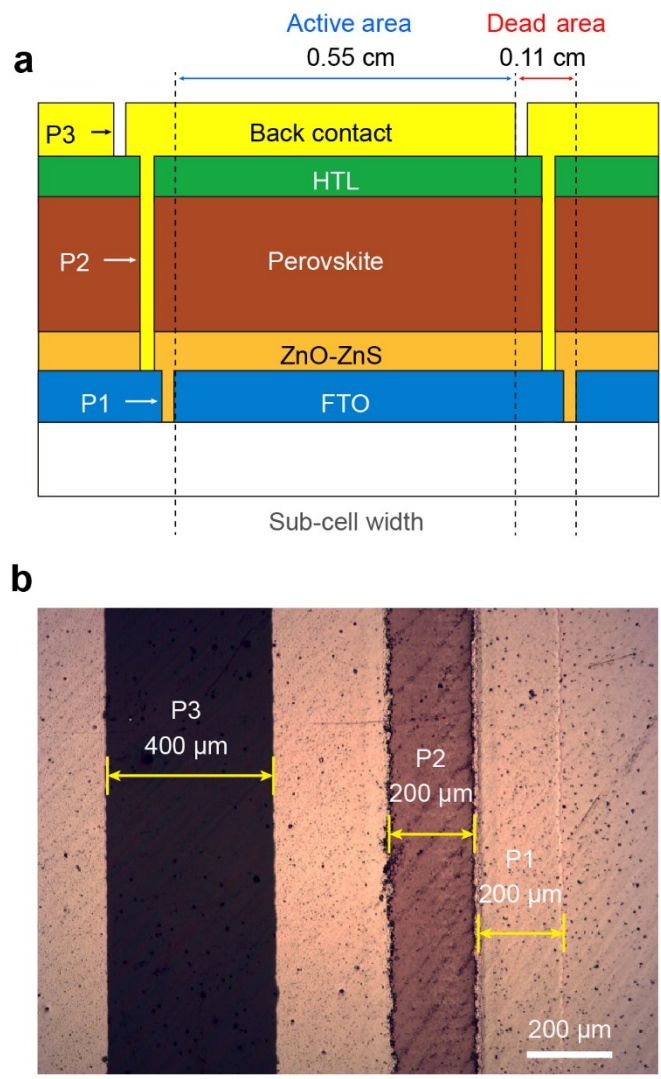 Active area
Dead area
a
0.55 cm
0.11 cm
P3
Back contact
HTL
P2
Perovskite
ZnO-ZnS
P1
FTO
Sub-cell width
b
P3
400 µm
P2
200 µm
P1
200 µm
200 µm